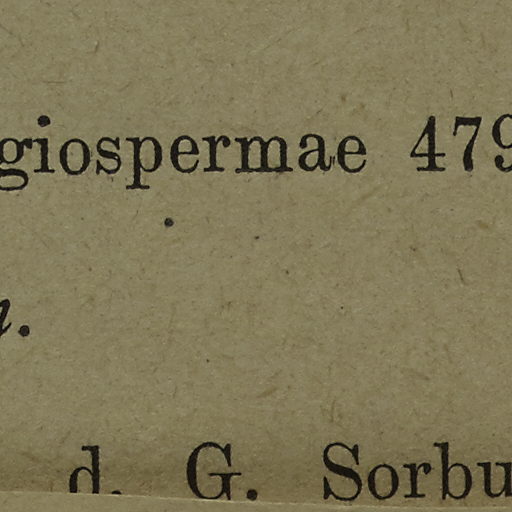 giospermae 479
.
d. G. Sorbu